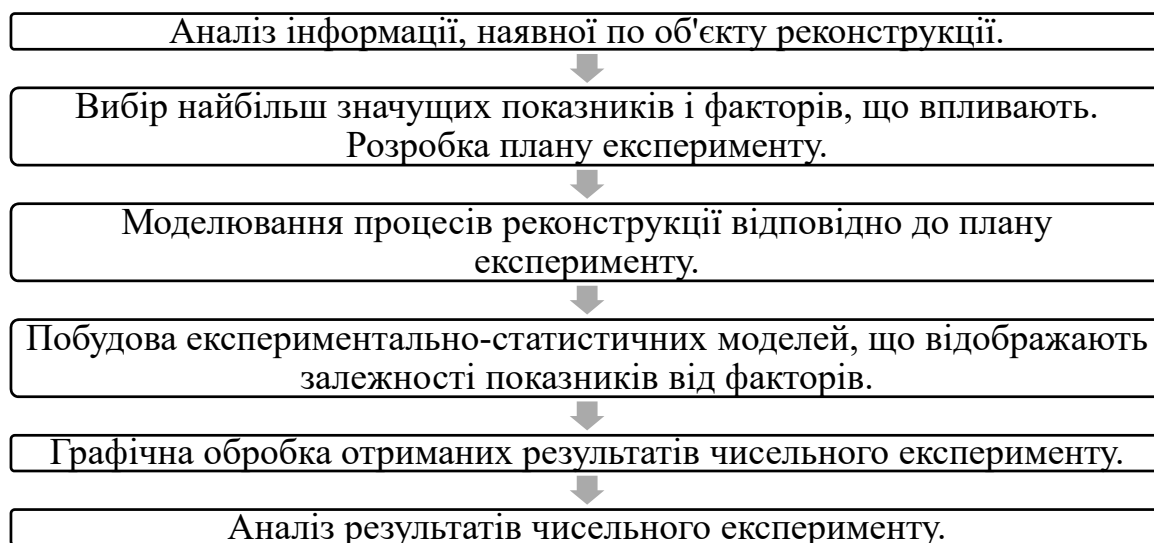 Аналіз інформації, наявної по об'єкту реконструкції.
Вибір найбільш значущих показників і факторів, що впливають.
Розробка плану експерименту.
Моделювання процесів реконструкції відповідно до плану
експерименту.
Побудова експериментально-статистичних моделей, що відображають
залежності показників від факторів.
Графічна обробка отриманих результатів чисельного експерименту.
Аналіз результатів чисельного експерименту.